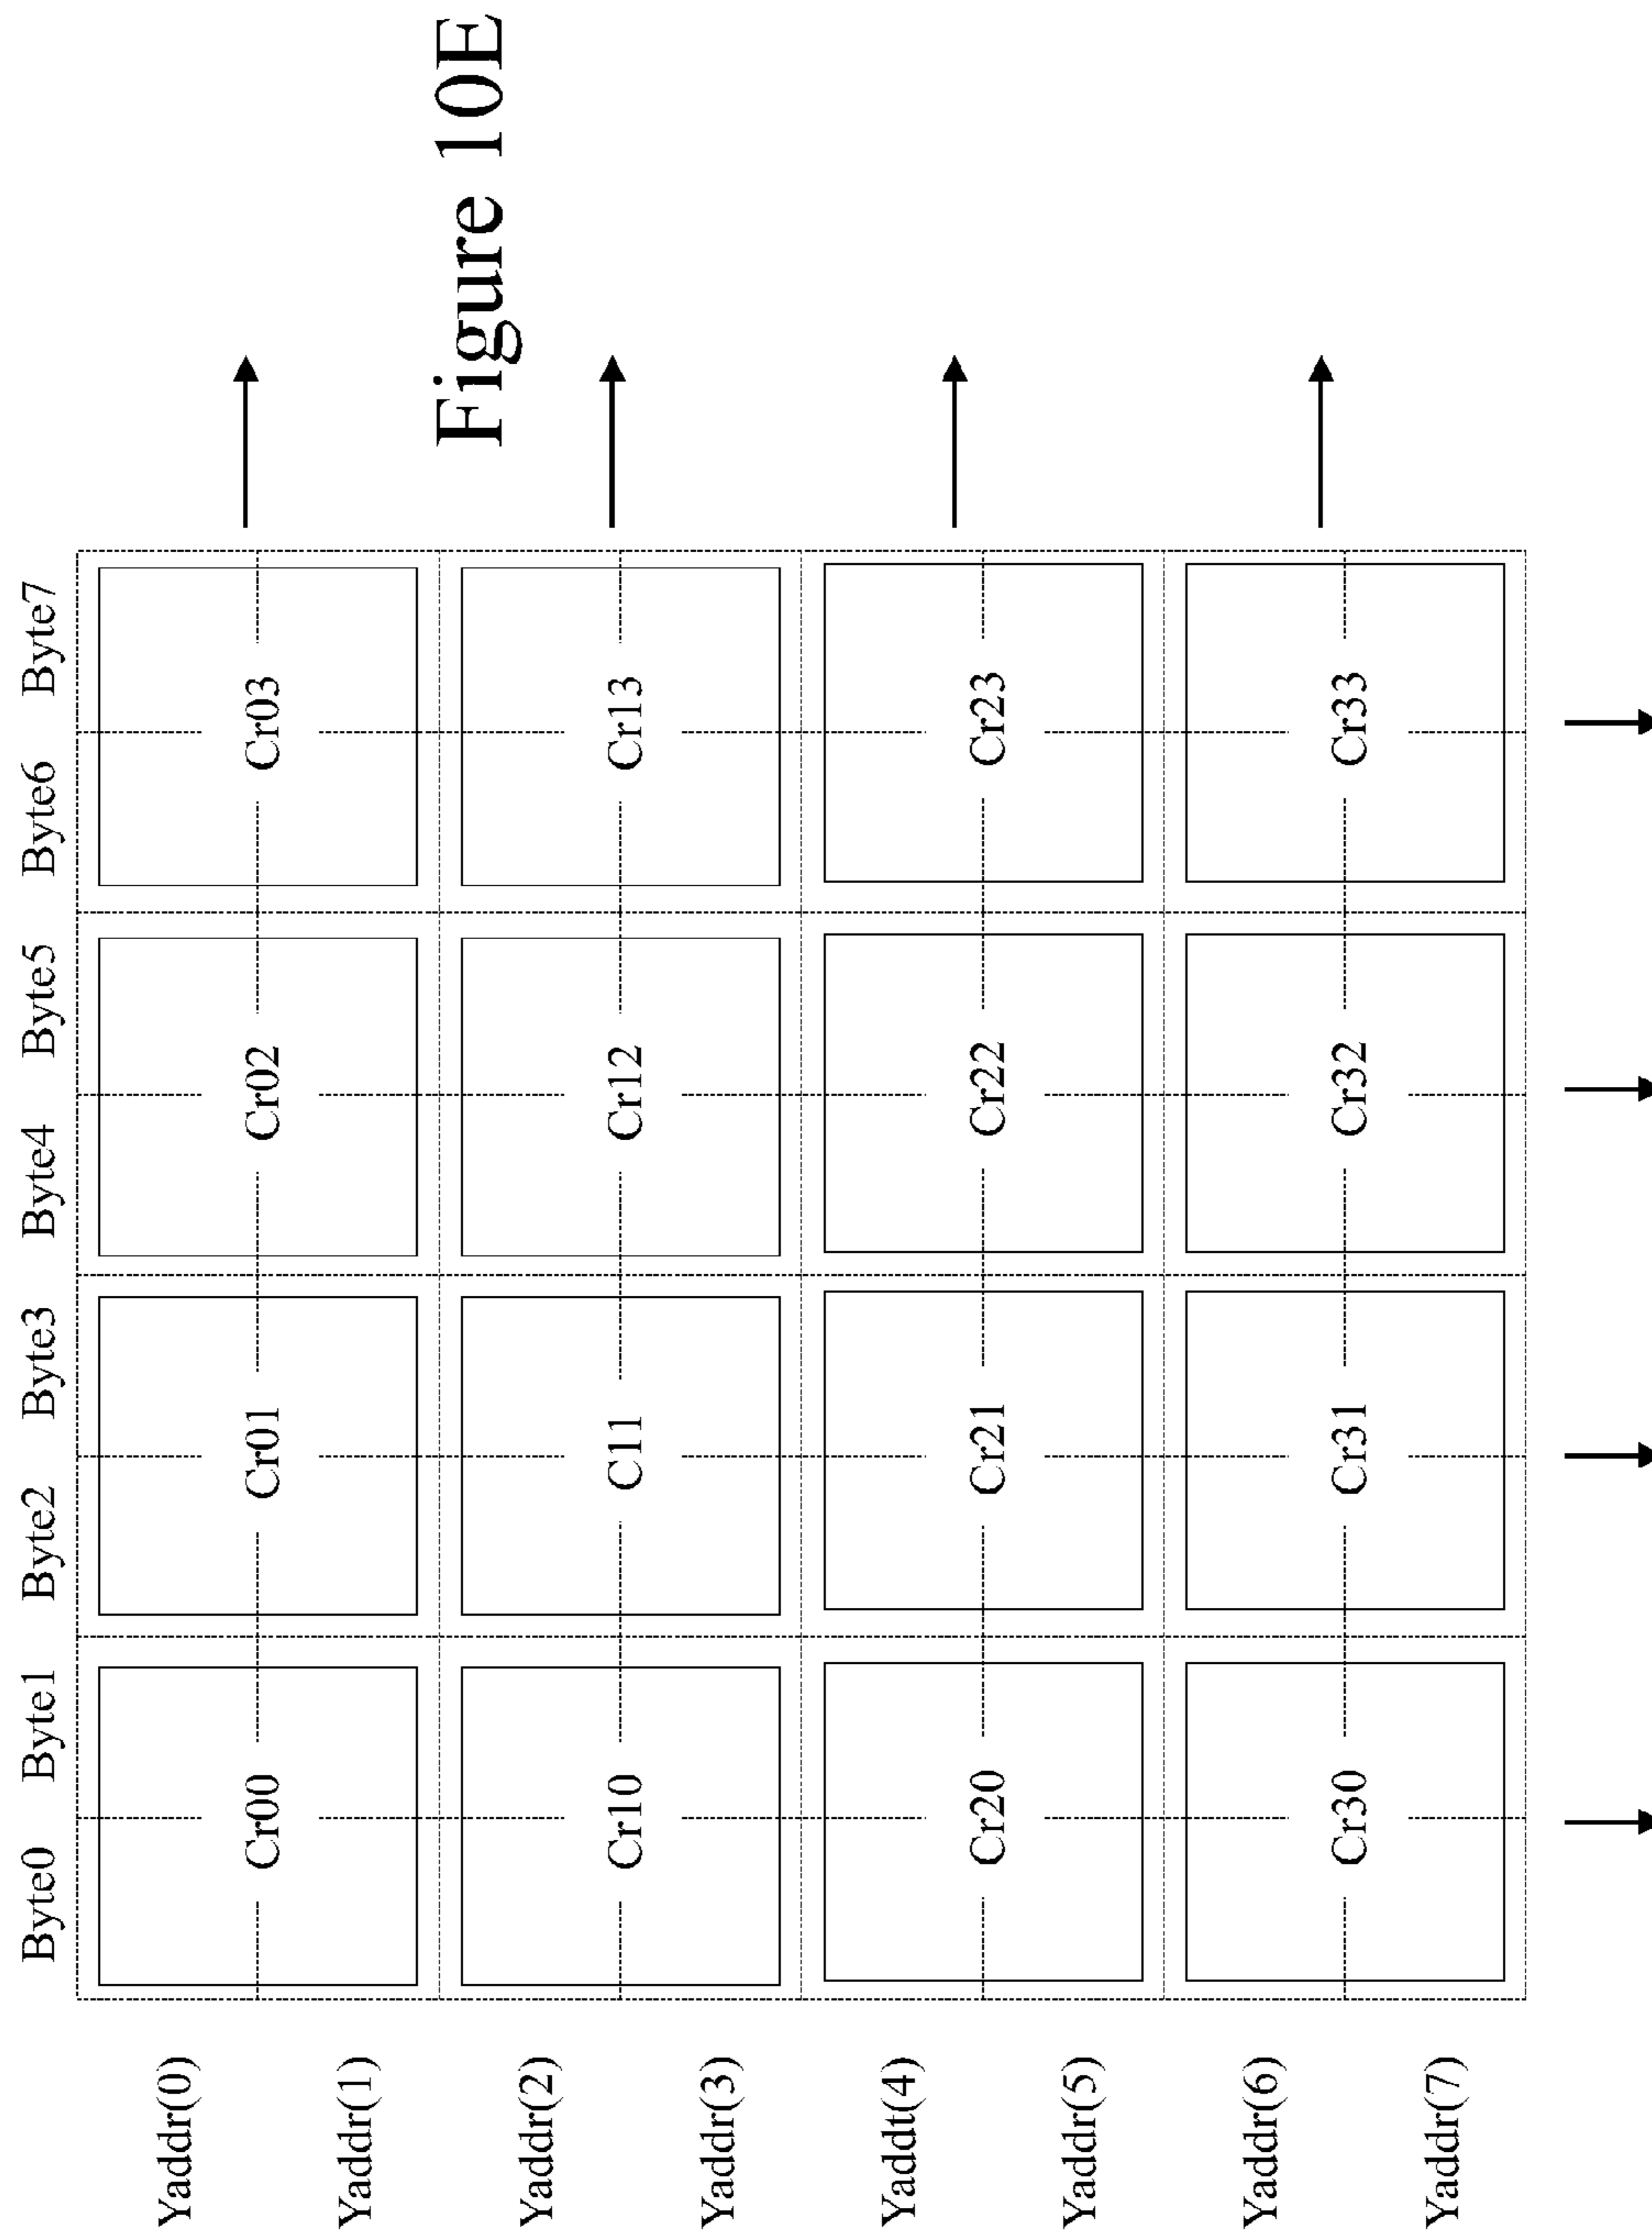 Byte0 Byte1 Byte2 Byte3 Byte4 Byte5 Byte6 Byte7
Yaddr(0)
Cr00 Cr01 Cr02 Cr03
Yaddr(1)
Yaddr(2)
Cr10 C11 Cr12 Cr13
Yaddr(3)
Yaddt(4)
Cr20 Cr21 Cr22 Cr23
Yaddr(5)
Yaddr(6)
Cr30 Cr31 Cr32 Cr33
Yaddr(7)
Figure 10E